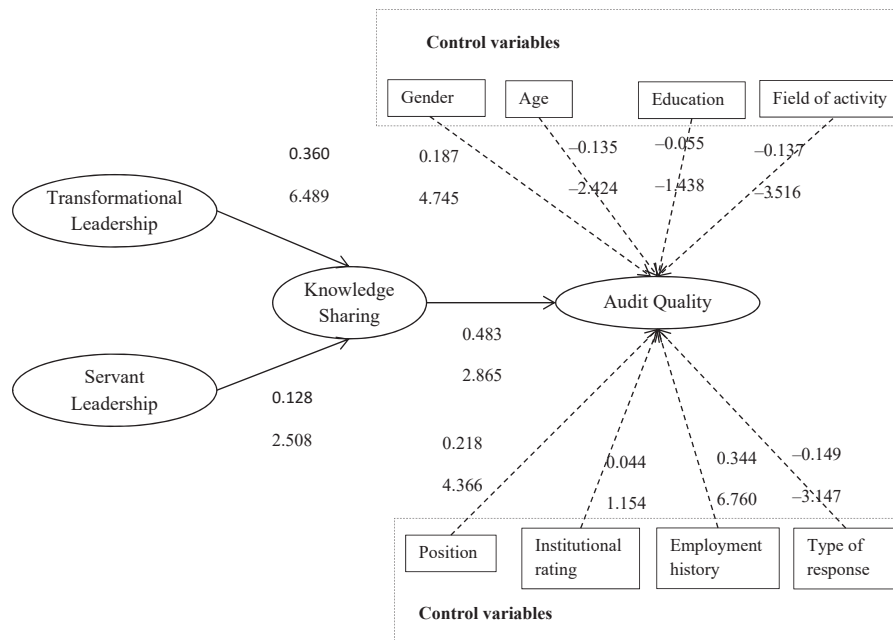 Control variables
Gender
Age
Education
Field of activity
0.360
6.489
0.187
4.745
–0.135
–2.424
–0.055
–1.438
–0.137
–3.516
Transformational
Leadership
Knowledge
Sharing
Audit Quality
0.483
2.865
Servant
Leadership
0.128
2.508
0.218
4.366
0.044
1.154
0.344
6.760
–0.149
–3.147
Position
Institutional
rating
Employment
history
Type of
response
Control variables